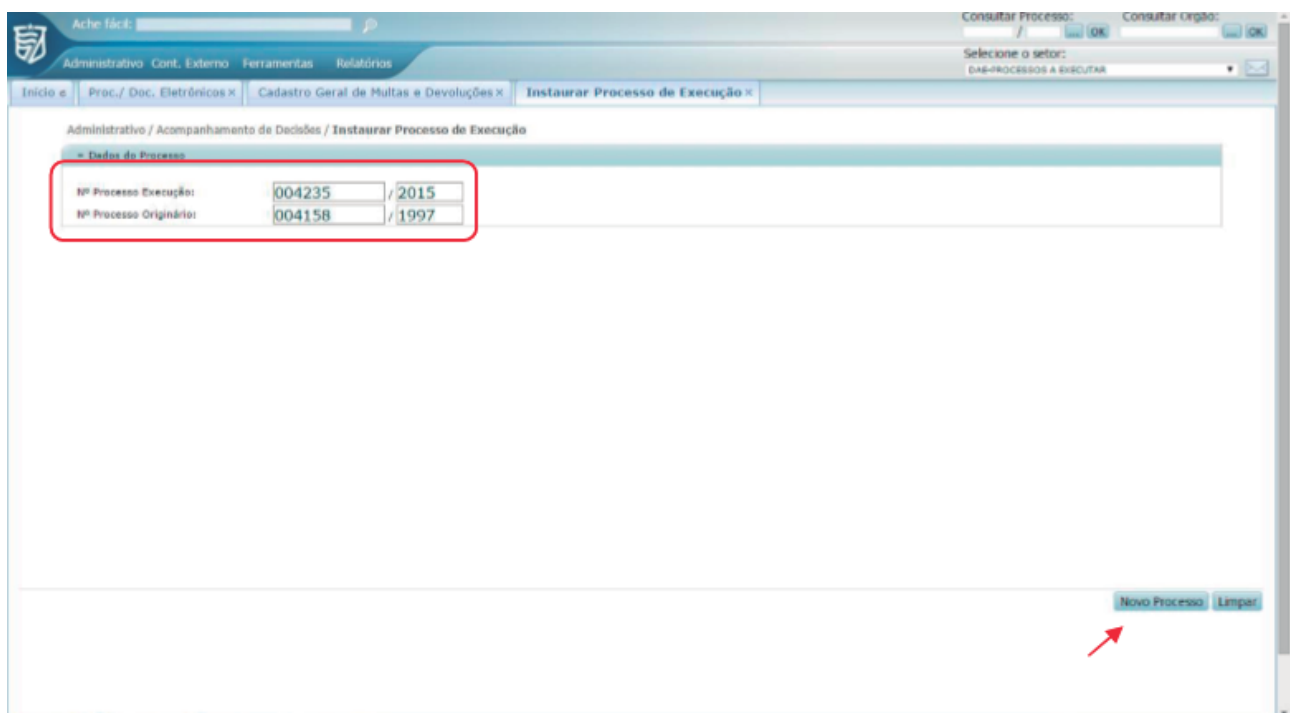 Ache fácil:
Consultar Processo: Consultar Orgão:
/ ... OK ... OK
Administrativo Cont. Externo Ferramentas Relatórios
Selecione o setor:
DAE-PROCESSOS A EXECUTAR
Início Proc./ Doc. Eletrônicos × Cadastro Geral de Multas e Devoluções × Instaurar Processo de Execução ×
Administrativo / Acompanhamento de Decisões / Instaurar Processo de Execução
Dados do Processo
Nº Processo Execução: 004235 / 2015
Nº Processo Originário: 004158 / 1997
Novo Processo Limpar